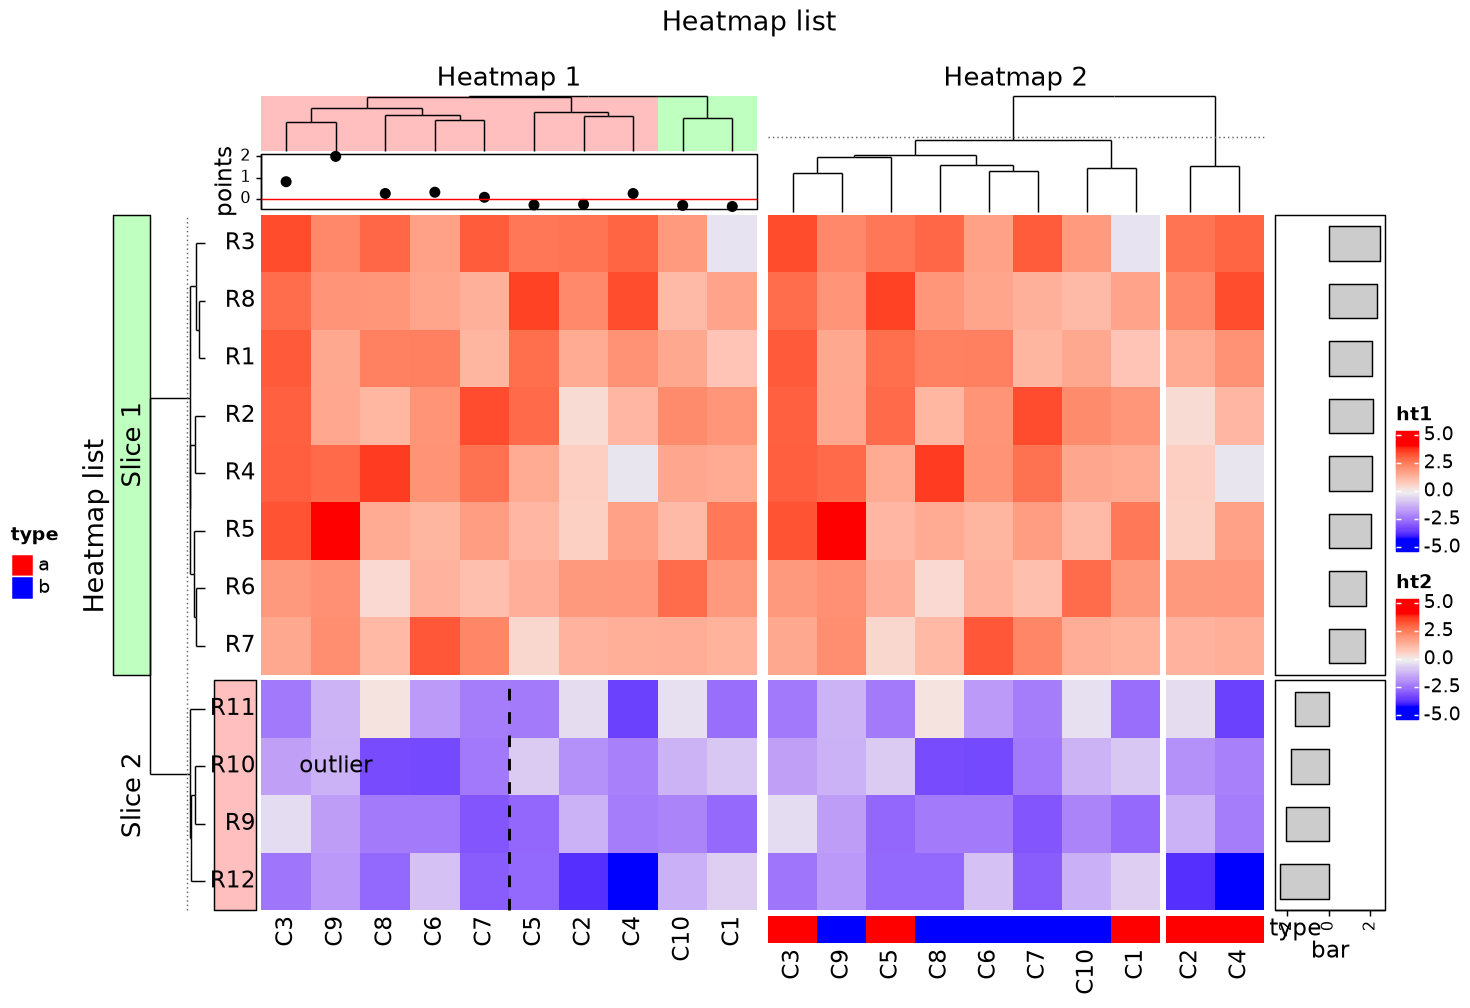 Heatmap list
Heatmap 1
Heatmap 2
points
2
1
0
Heatmap list
Slice 1
Slice 2
R3
R8
R1
R2
R4
R5
R6
R7
R11
R10
R9
R12
outlier
type
a
b
C3 C9 C8 C6 C7 C5 C2 C4 C10 C1
C3 C9 C5 C8 C6 C7 C10 C1 C2 C4
type
-2 0 2
bar
ht1
5.0
2.5
0.0
-2.5
-5.0
ht2
5.0
2.5
0.0
-2.5
-5.0